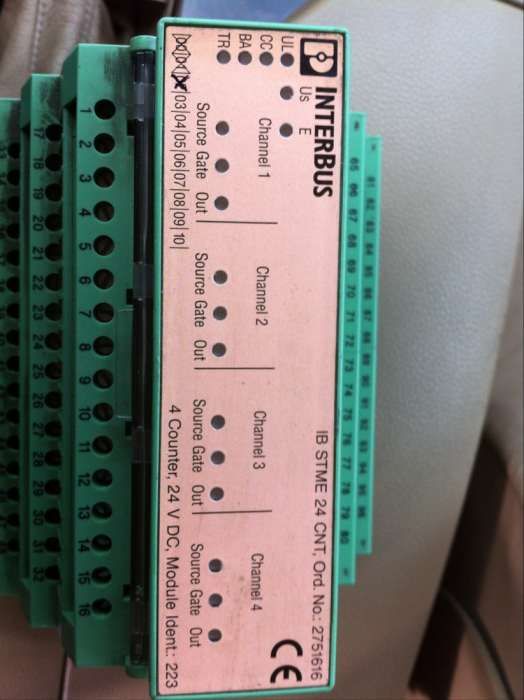 INTERBUS
IB STME 24 CNT, Ord. No.: 2751616
UL
Us
E
CC
BA
TR
Channel 1
Channel 2
Channel 3
Channel 4
Source Gate Out
Source Gate Out
Source Gate Out
Source Gate Out
|03|04|05|06|07|08|09|10|
4 Counter, 24 V DC, Module Ident.: 223
CE
1 2 3 4 5 6 7 8 9 10 11 12 13 14 15 16
17 18 19 20 21 22 23 24 25 26 27 28 29 30 31 32
65 66 67 68 69 70 71 72 73 74 75 76 77 78 79 80